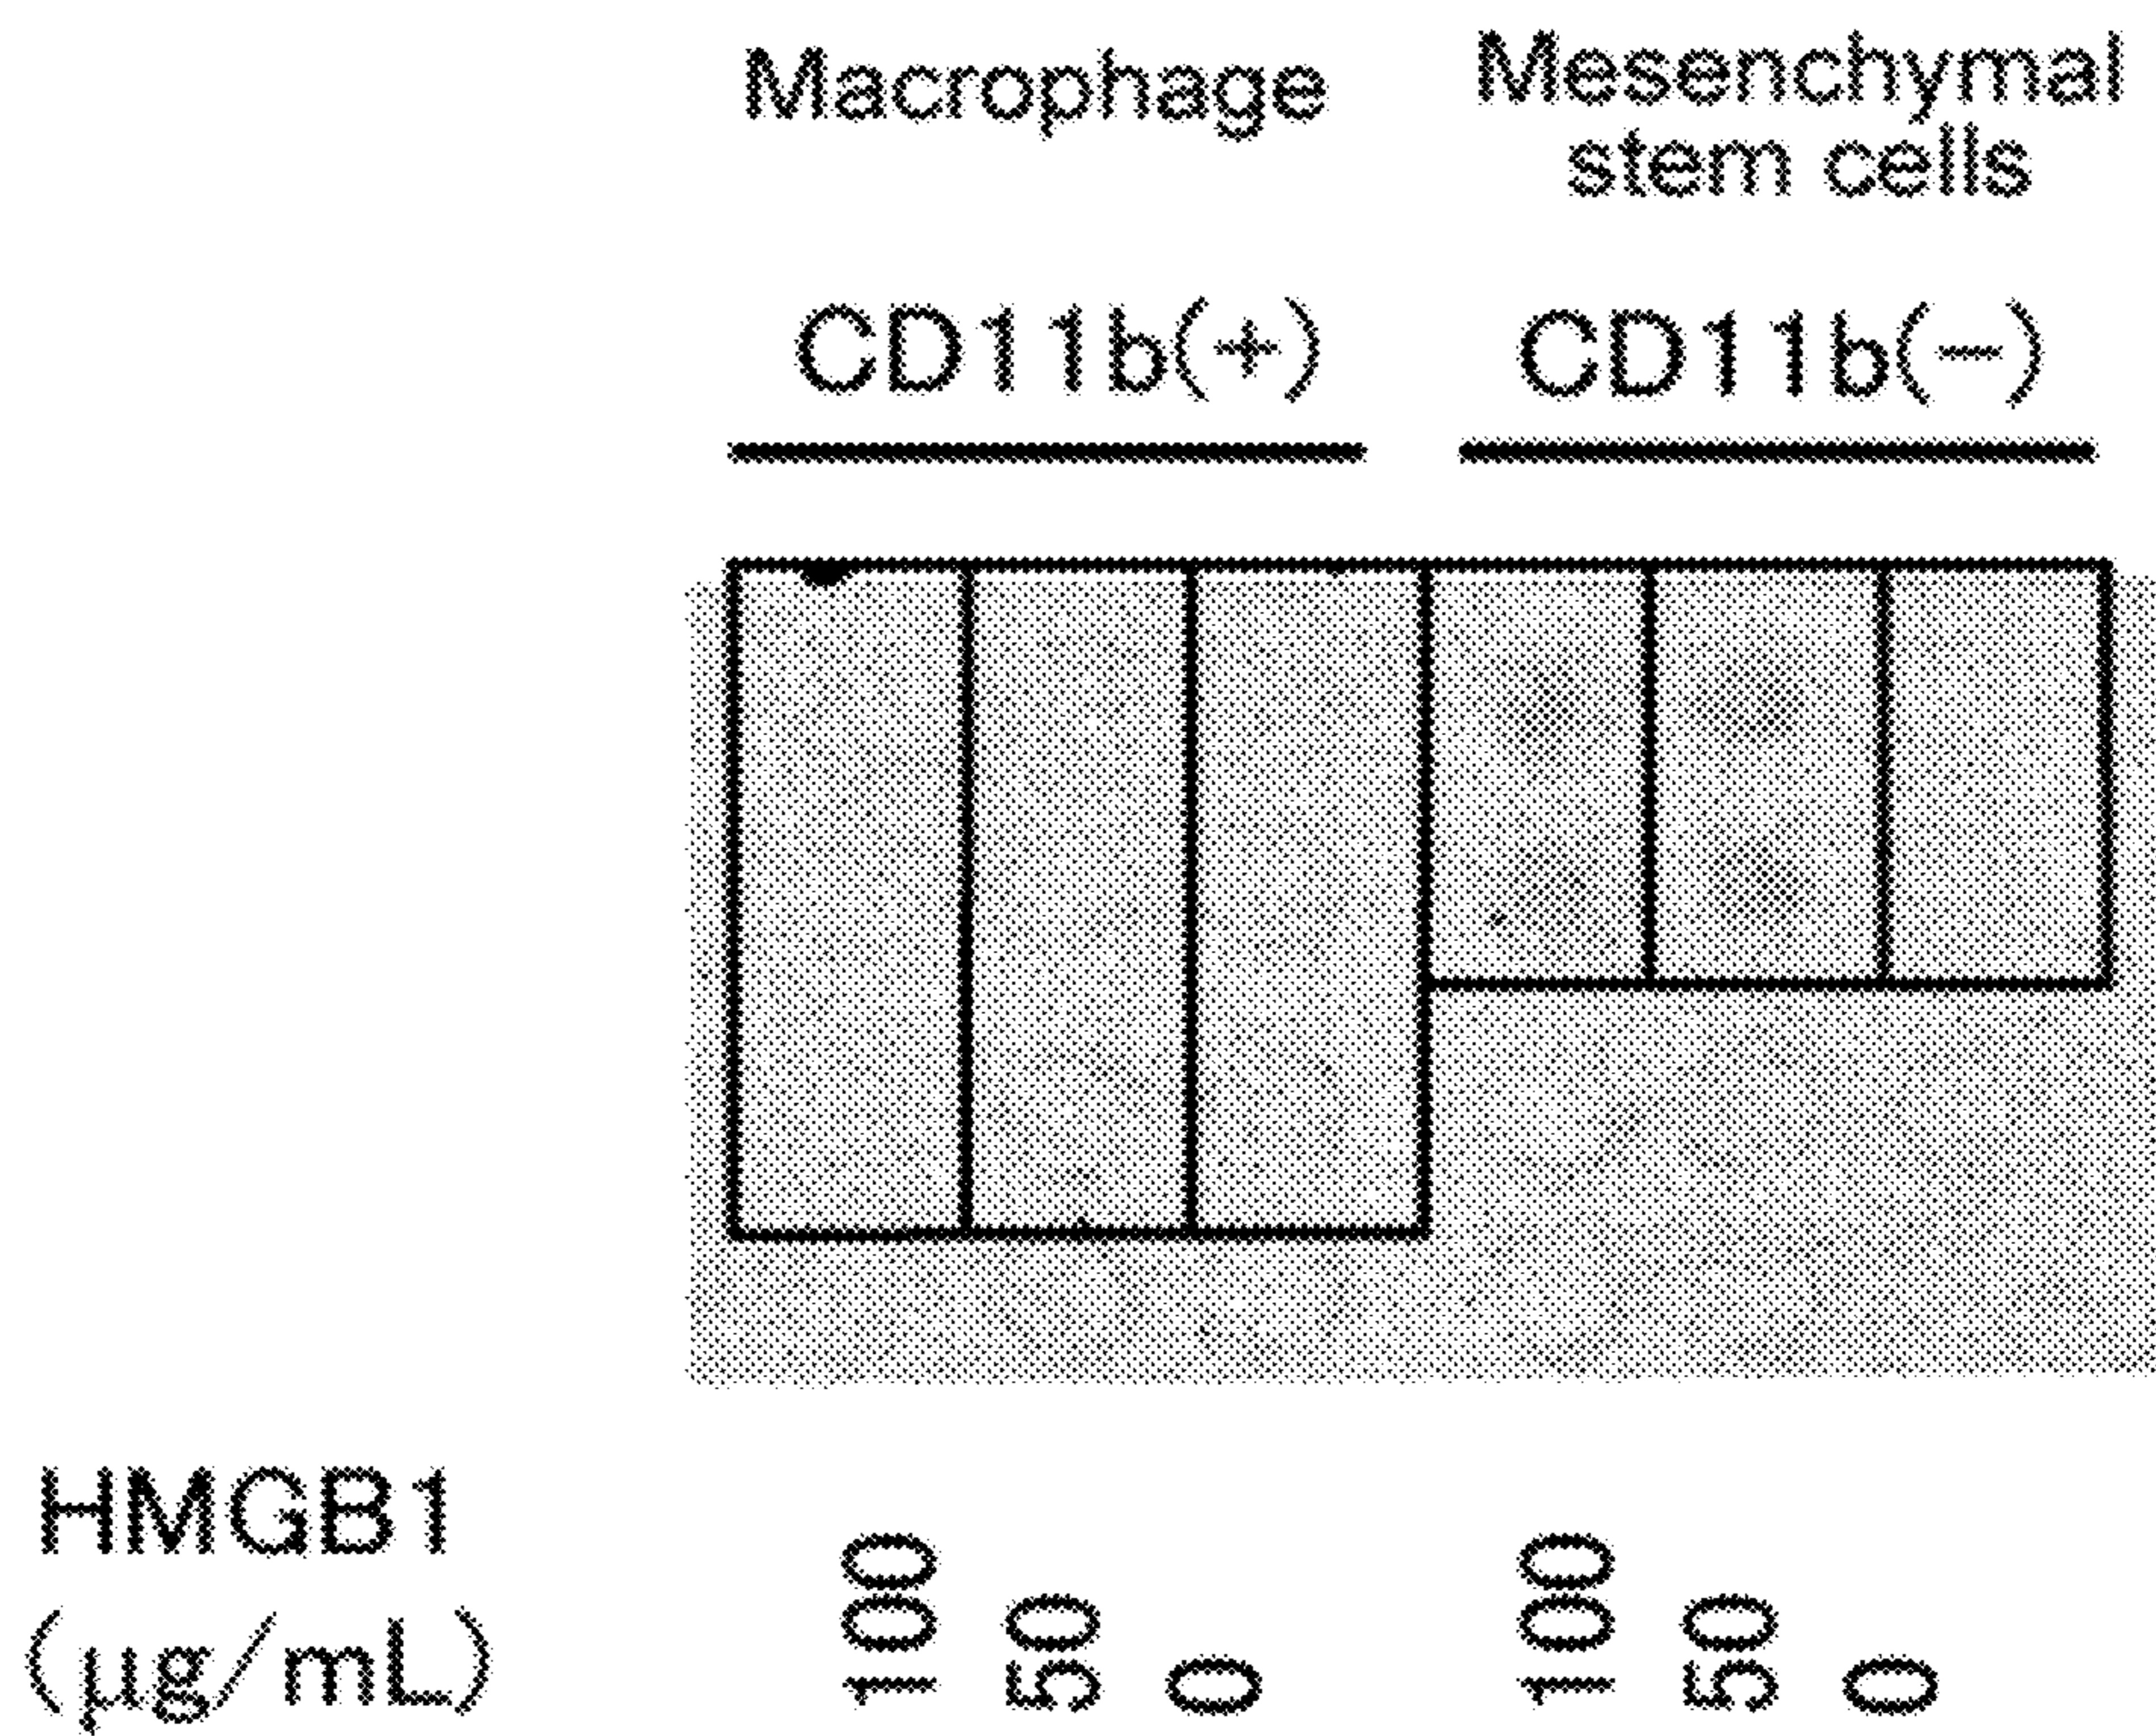 Macrophage
Mesenchymal
stem cells
CD11b(+)
CD11b(-)
HMGB1
(µg/mL)
100
50
0
100
50
0